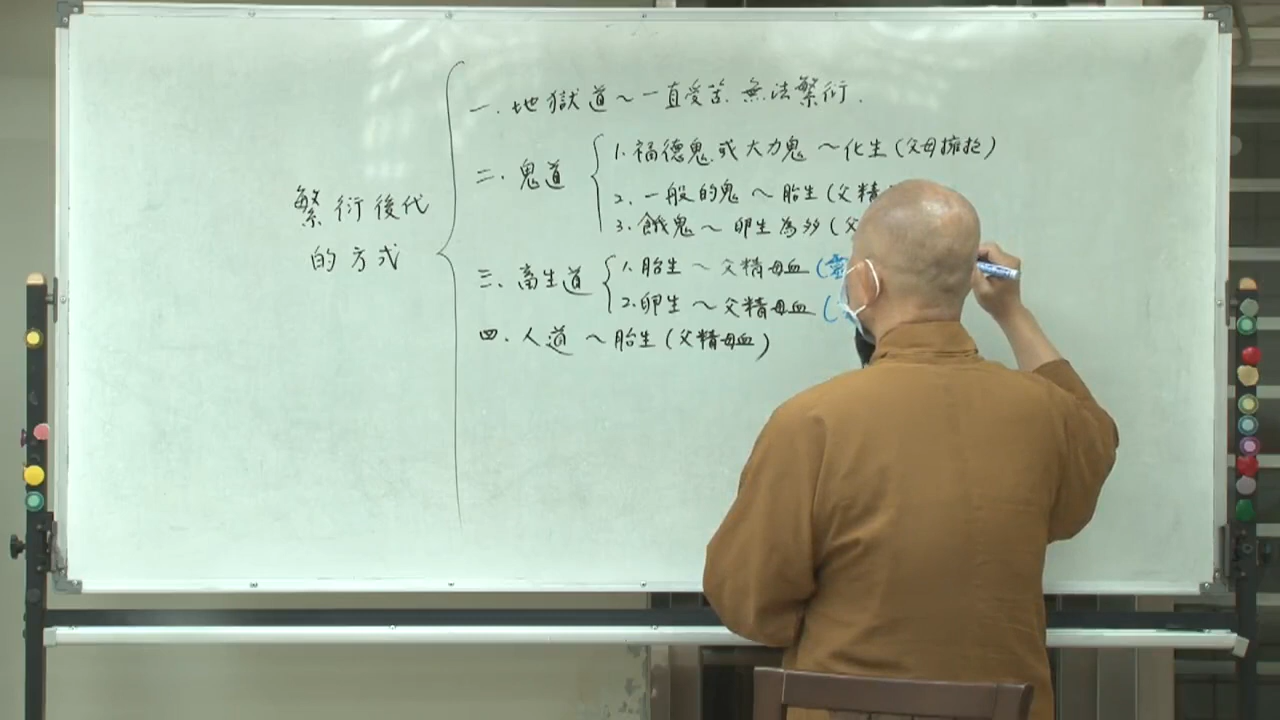 繁衍後代
的方式
一、地獄道~一直受苦、無法繁衍.
二、鬼道
1.福德鬼、或大力鬼~化生(父母擁抱)
2.一般的鬼~胎生(父精
3.餓鬼~卵生為多(父
三、畜生道
1.胎生~父精母血(
2.卵生~父精母血(
四、人道~胎生(父精母血)